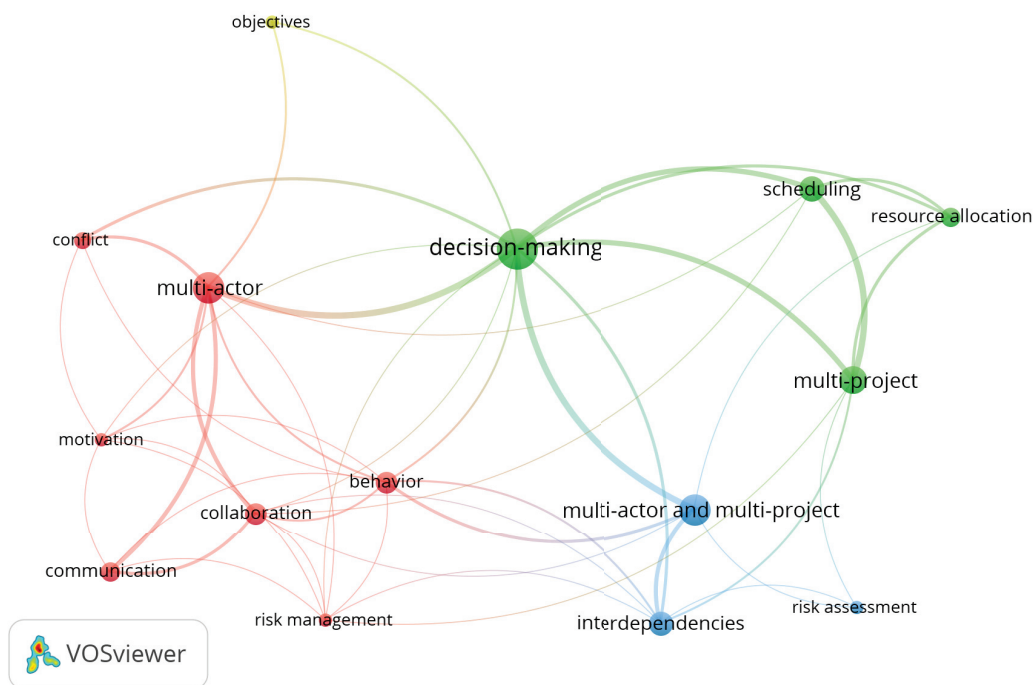 objectives
scheduling
resource allocation
conflict
decision-making
multi-actor
multi-project
motivation
behavior
collaboration
multi-actor and multi-project
communication
risk management
interdependencies
risk assessment
VOSviewer